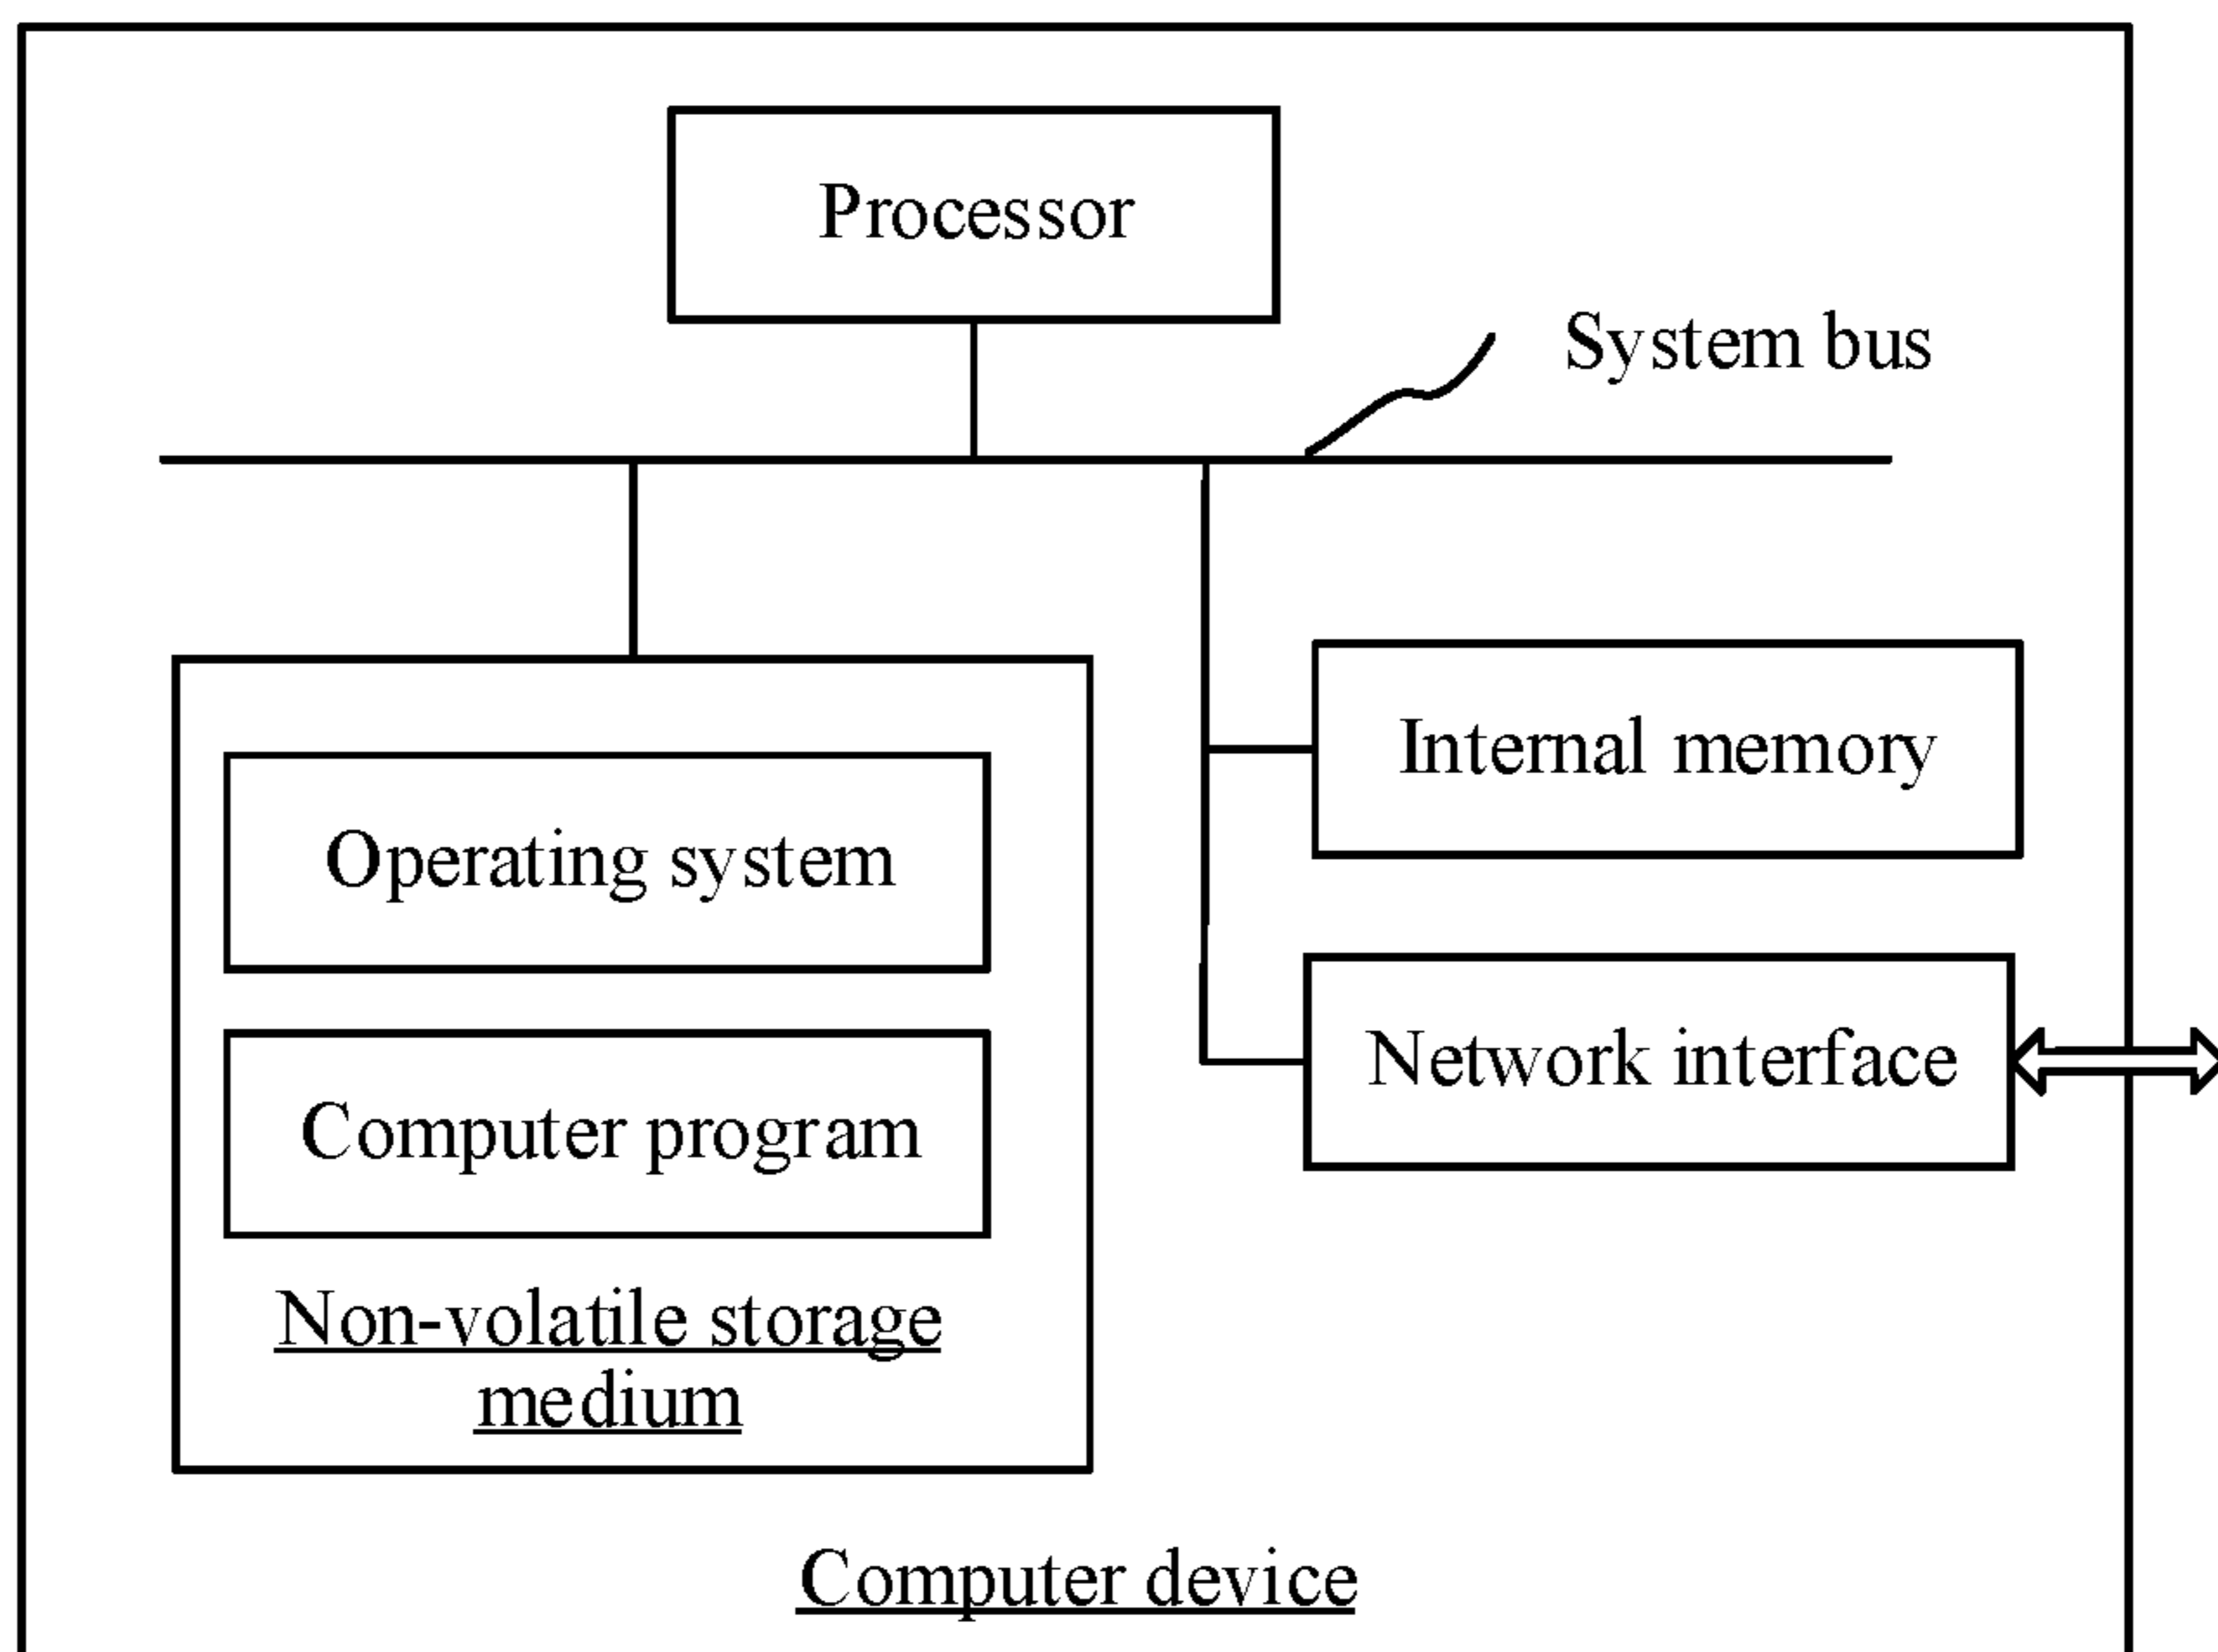 Processor
System bus
Internal memory
Operating system
Network interface
Computer program
Non-volatile storage
medium
Computer device